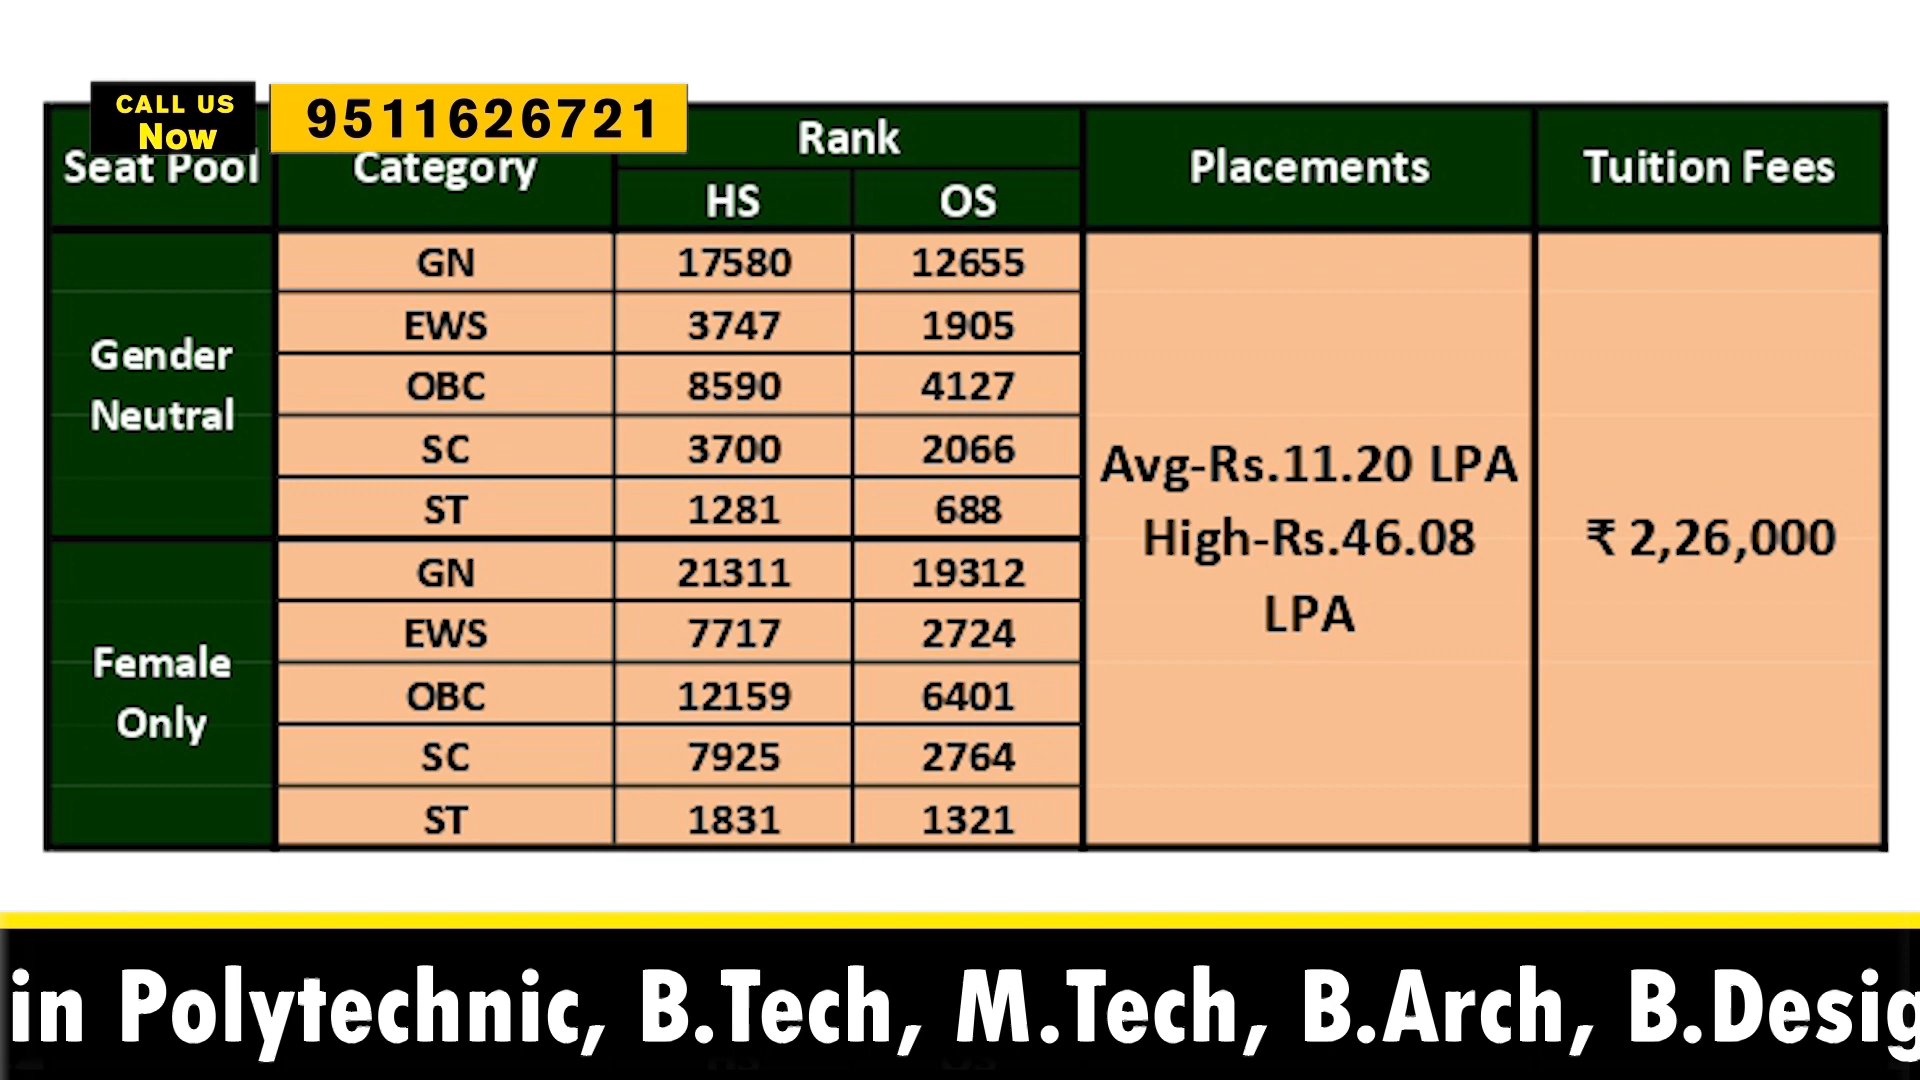 CALL US
Now
9511626721
Seat Pool
Category
Rank
HS
OS
Placements
Tuition Fees
Gender
Neutral
GN 17580 12655
EWS 3747 1905
OBC 8590 4127
SC 3700 2066
ST 1281 688
Female
Only
GN 21311 19312
EWS 7717 2724
OBC 12159 6401
SC 7925 2764
ST 1831 1321
Avg-Rs.11.20 LPA
High-Rs.46.08
LPA
₹ 2,26,000
in Polytechnic, B.Tech, M.Tech, B.Arch, B.Desig